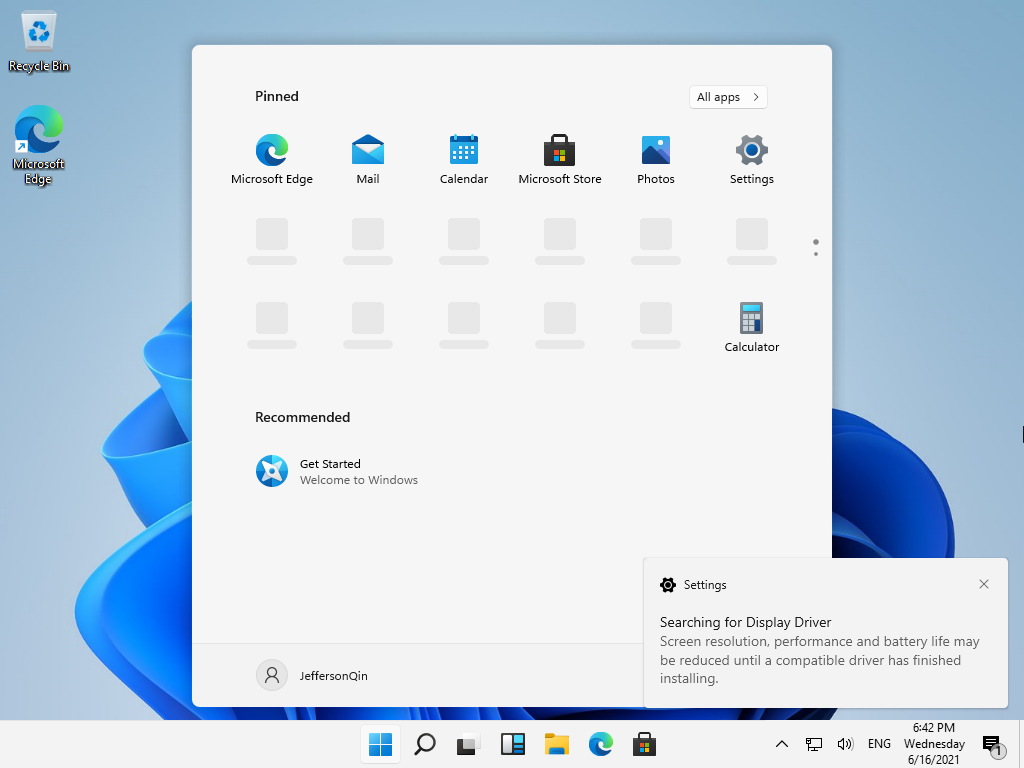 Recycle Bin
Microsoft
Edge
Pinned
All apps
Microsoft Edge
Mail
Calendar
Microsoft Store
Photos
Settings
Calculator
Recommended
Get Started
Welcome to Windows
JeffersonQin
Settings
Searching for Display Driver
Screen resolution, performance and battery life may
be reduced until a compatible driver has finished
installing.
ENG
6:42 PM
Wednesday
6/16/2021
1